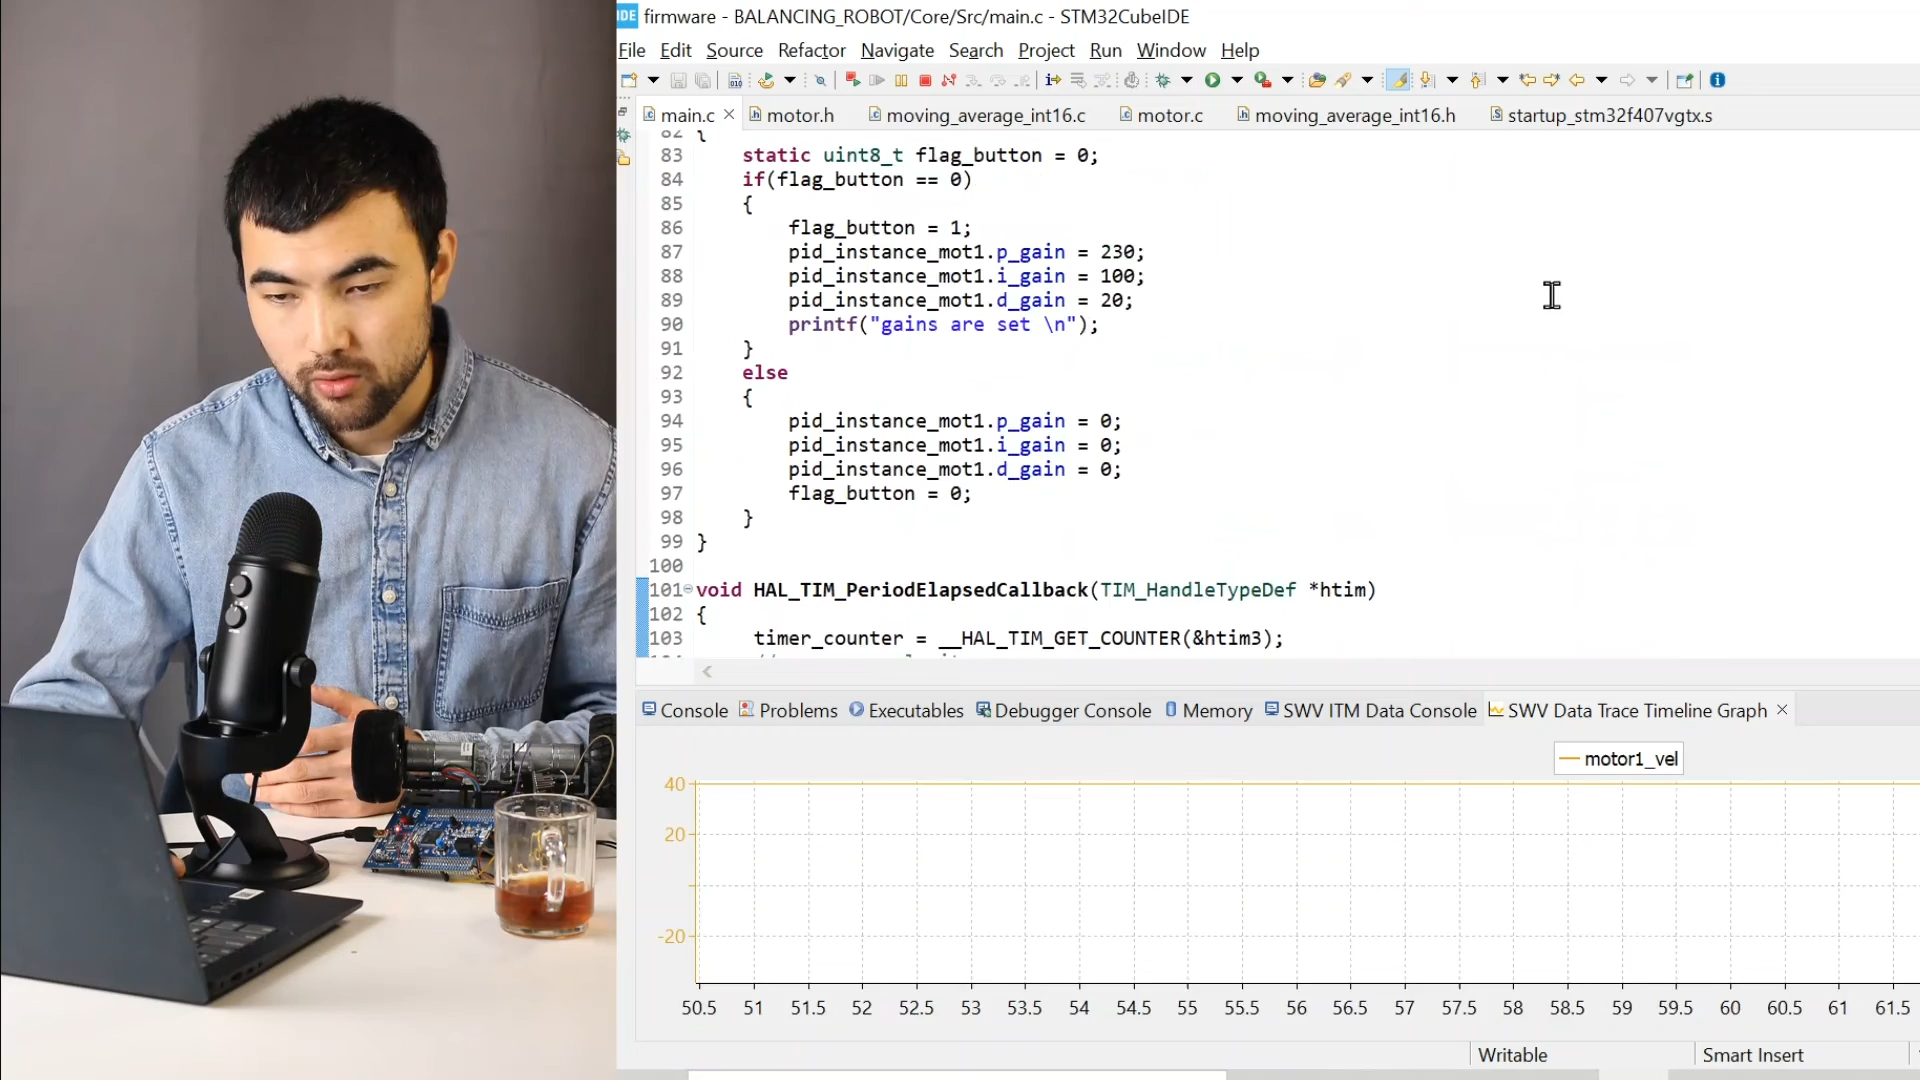 IDE firmware - BALANCING_ROBOT/Core/Src/main.c - STM32CubeIDE
File Edit Source Refactor Navigate Search Project Run Window Help
main.c motor.h moving_average_int16.c motor.c moving_average_int16.h startup_stm32f407vgtx.s
82 {
83 static uint8_t flag_button = 0;
84 if(flag_button == 0)
85 {
86 flag_button = 1;
87 pid_instance_mot1.p_gain = 230;
88 pid_instance_mot1.i_gain = 100;
89 pid_instance_mot1.d_gain = 20;
90 printf("gains are set \n");
91 }
92 else
93 {
94 pid_instance_mot1.p_gain = 0;
95 pid_instance_mot1.i_gain = 0;
96 pid_instance_mot1.d_gain = 0;
97 flag_button = 0;
98 }
99 }
100
101 void HAL_TIM_PeriodElapsedCallback(TIM_HandleTypeDef *htim)
102 {
103 timer_counter = __HAL_TIM_GET_COUNTER(&htim3);
Console Problems Executables Debugger Console Memory SWV ITM Data Console SWV Data Trace Timeline Graph
motor1_vel
40
20
-20
50.5 51 51.5 52 52.5 53 53.5 54 54.5 55 55.5 56 56.5 57 57.5 58 58.5 59 59.5 60 60.5 61 61.5
Writable Smart Insert